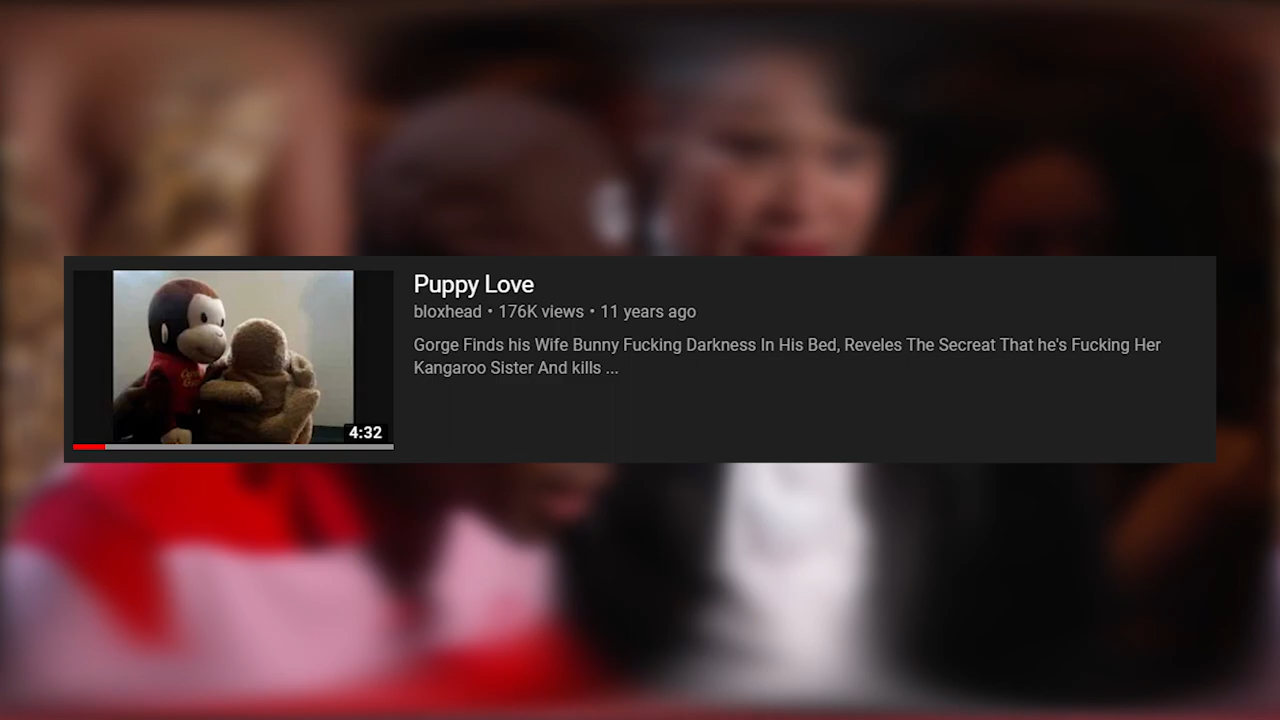 Puppy Love
bloxhead • 176K views • 11 years ago
Gorge Finds his Wife Bunny Fucking Darkness In His Bed, Reveles The Secreat That he's Fucking Her
Kangaroo Sister And kills ...
4:32